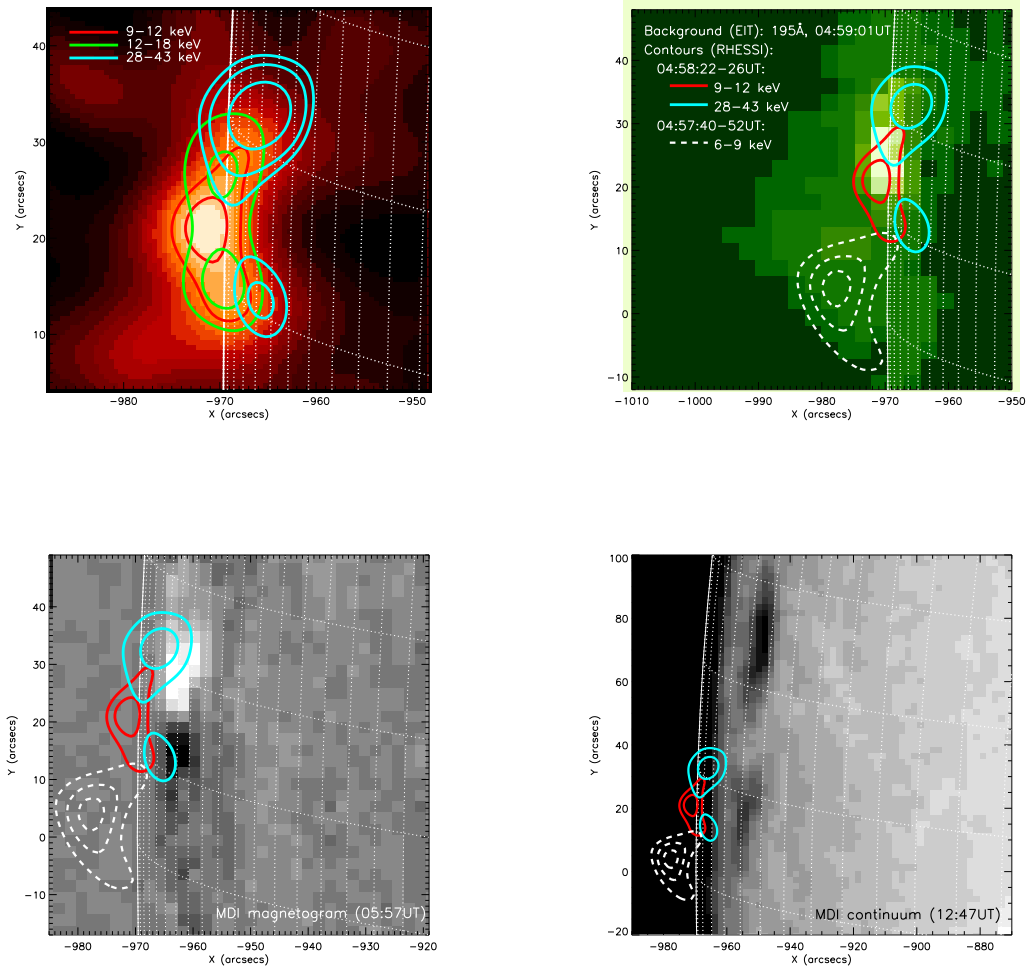 9−12 keV
12−18 keV
28−43 keV
40
30
20
10
Y (arcsecs)
−980
−970
−960
−950
X (arcsecs)
Background (EIT): 195Å, 04:59:01UT
Contours (RHESSI):
04:58:22−26UT:
9−12 keV
28−43 keV
04:57:40−52UT:
6−9 keV
40
30
20
10
0
−10
Y (arcsecs)
−1010
−1000
−990
−980
−970
−960
−950
X (arcsecs)
40
30
20
10
0
−10
Y (arcsecs)
MDI magnetogram (05:57UT)
−980
−970
−960
−950
−940
−930
−920
X (arcsecs)
100
80
60
40
20
0
−20
Y (arcsecs)
MDI continuum (12:47UT)
−980
−960
−940
−920
−900
−880
X (arcsecs)